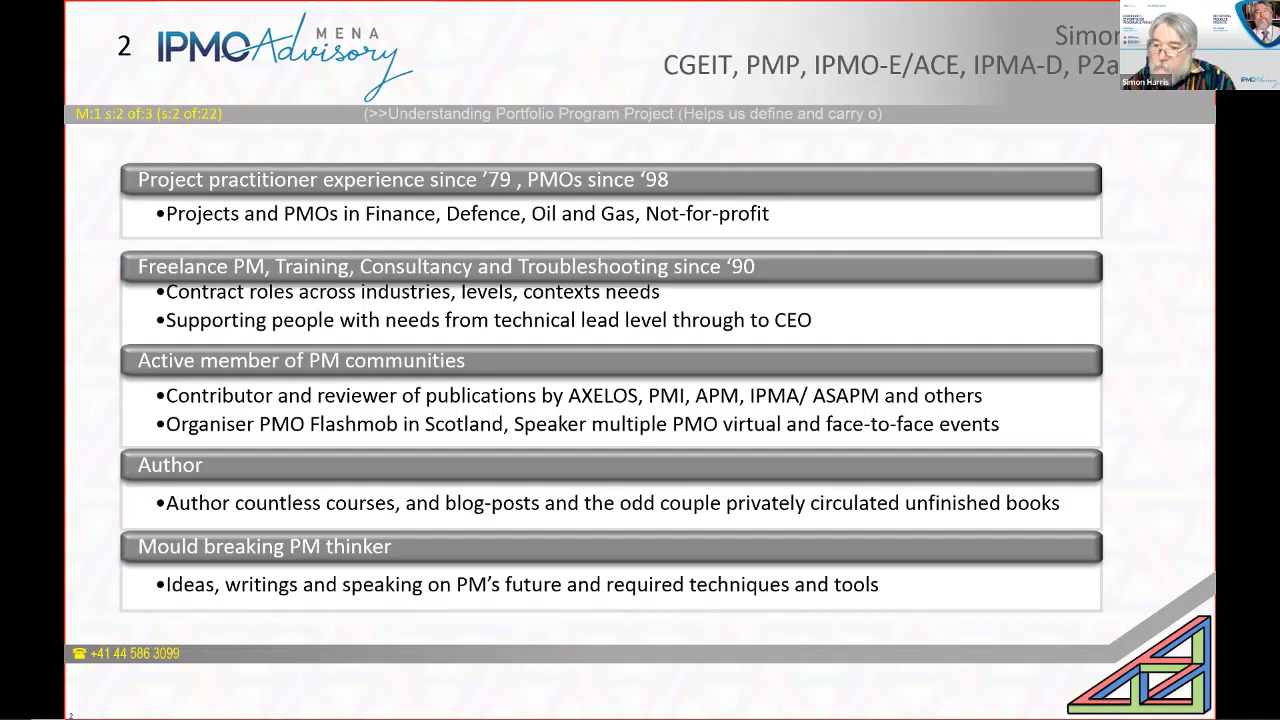 2
IPMO Advisory
MENA
Simo
CGEIT, PMP, IPMO-E/ACE, IPMA-D, P2a
Simon Harris
M:1 s:2 of:3 (s:2 of:22)
(>>Understanding Portfolio Program Project (Helps us define and carry o)
Project practitioner experience since ’79 , PMOs since ‘98
•Projects and PMOs in Finance, Defence, Oil and Gas, Not-for-profit
Freelance PM, Training, Consultancy and Troubleshooting since ‘90
•Contract roles across industries, levels, contexts needs
•Supporting people with needs from technical lead level through to CEO
Active member of PM communities
•Contributor and reviewer of publications by AXELOS, PMI, APM, IPMA/ ASAPM and others
•Organiser PMO Flashmob in Scotland, Speaker multiple PMO virtual and face-to-face events
Author
•Author countless courses, and blog-posts and the odd couple privately circulated unfinished books
Mould breaking PM thinker
•Ideas, writings and speaking on PM’s future and required techniques and tools
☎ +41 44 586 3099
2